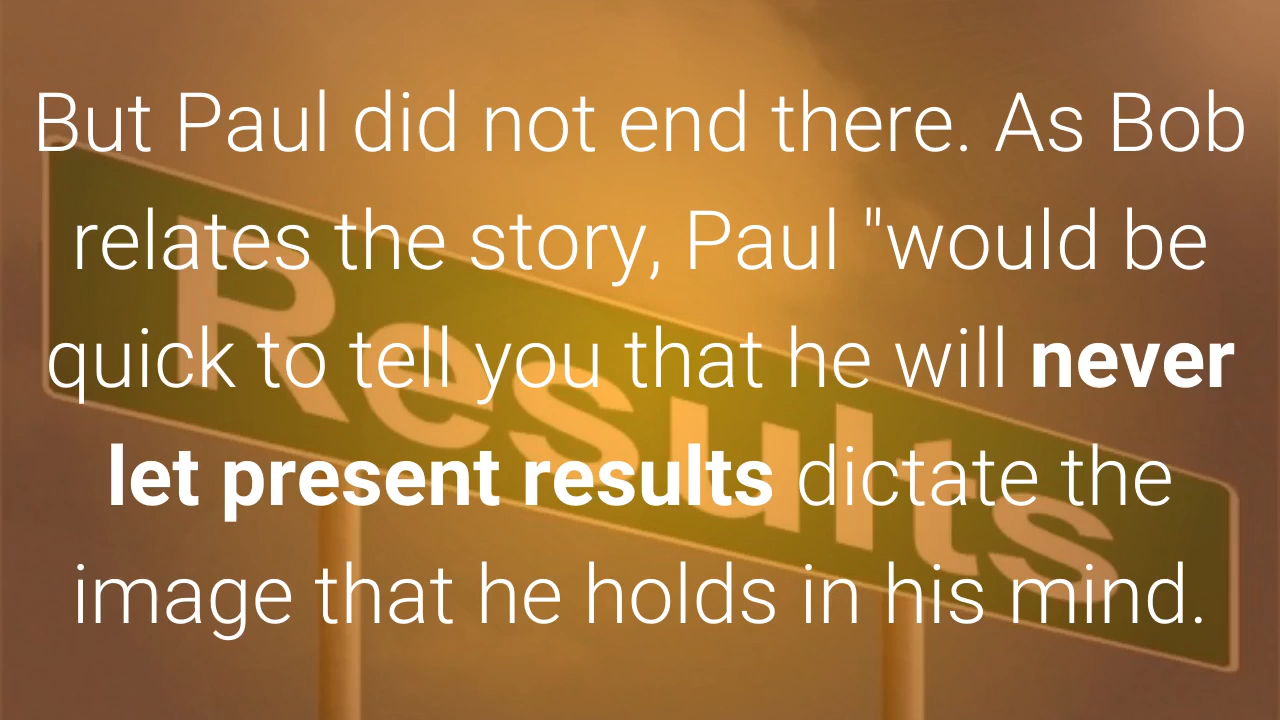 But Paul did not end there. As Bob
relates the story, Paul "would be
quick to tell you that he will never
let present results dictate the
image that he holds in his mind.
Results